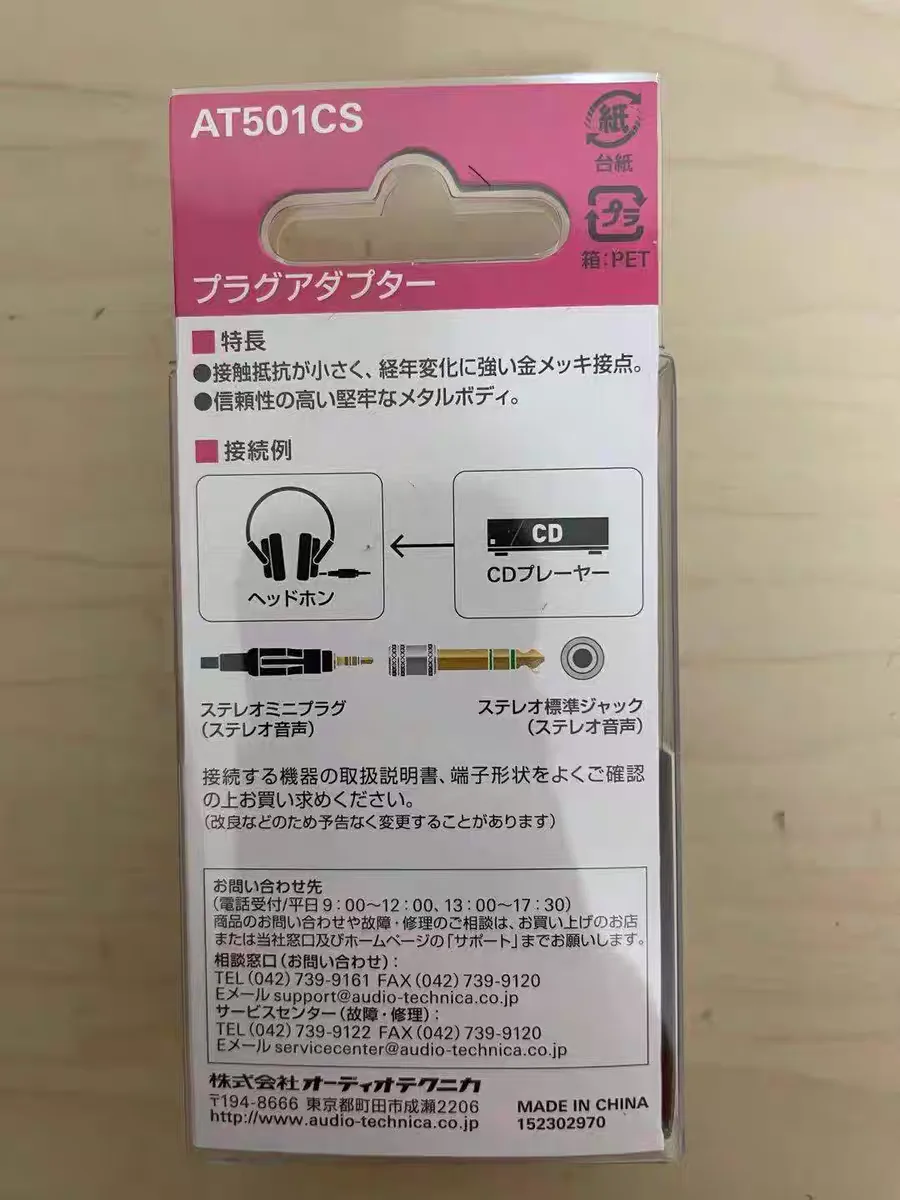 AT501CS
紙
台紙
プラ
箱:PET
プラグアダプター
■特長
●接触抵抗が小さく、経年変化に強い金メッキ接点。
●信頼性の高い堅牢なメタルボディ。
■接続例
ヘッドホン
CD
CDプレーヤー
ステレオミニプラグ
(ステレオ音声)
ステレオ標準ジャック
(ステレオ音声)
接続する機器の取扱説明書、端子形状をよくご確認
の上お買い求めください。
(改良などのため予告なく変更することがあります)
お問い合わせ先
(電話受付/平日9:00〜12:00、13:00〜17:30)
商品のお問い合わせや故障・修理のご相談は、お買い上げのお店
または当社窓口及びホームページの「サポート」までお願いします。
相談窓口(お問い合わせ):
TEL(042)739-9161 FAX(042)739-9120
Eメール support@audio-technica.co.jp
サービスセンター(故障・修理):
TEL(042)739-9122 FAX(042)739-9120
Eメール servicecenter@audio-technica.co.jp
株式会社オーディオテクニカ
〒194-8666 東京都町田市成瀬2206
http://www.audio-technica.co.jp
MADE IN CHINA
152302970